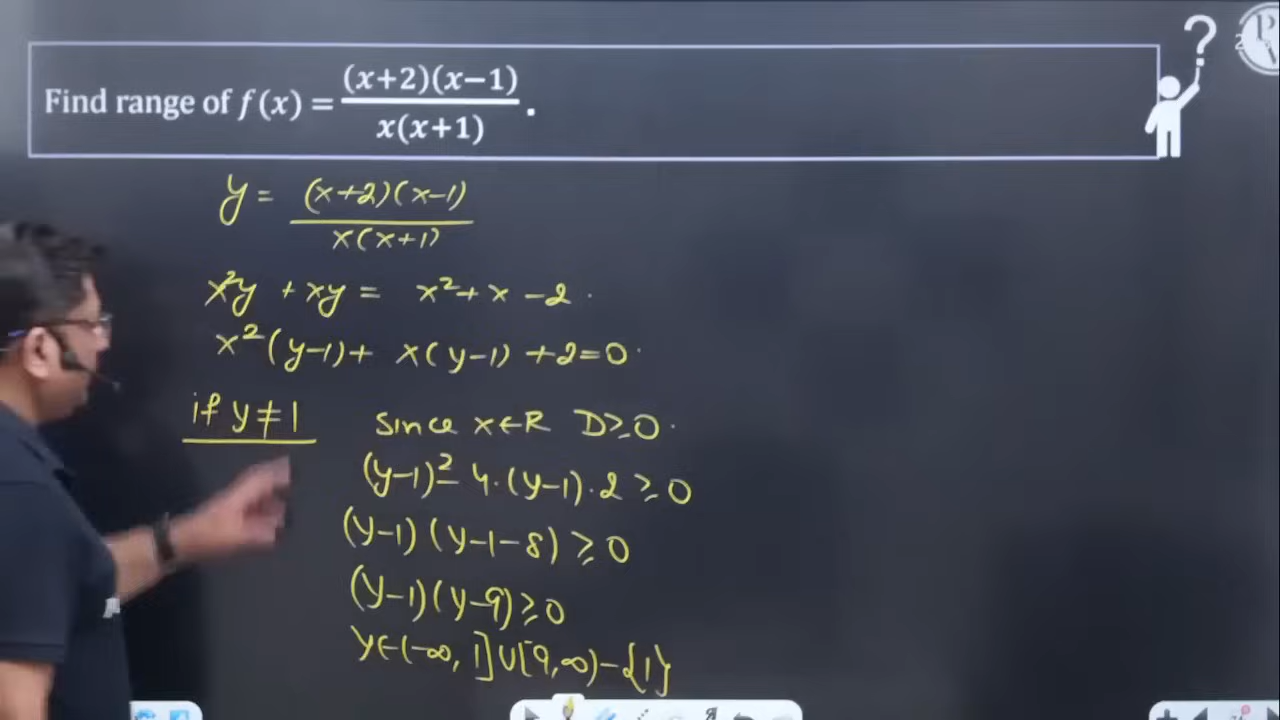 Find range of f(x) = (x+2)(x−1) / x(x+1) .
y = (x+2)(x-1) / x(x+1)
x²y + xy = x²+x-2.
x²(y-1)+ x(y-1) +2=0.
if y≠1 since x∈R D≥0.
(y-1)²- 4.(y-1).2 ≥0
(y-1)(y-1-8) ≥0
(y-1)(y-9)≥0
y∈(-∞, 1]∪[9,∞)-{1}